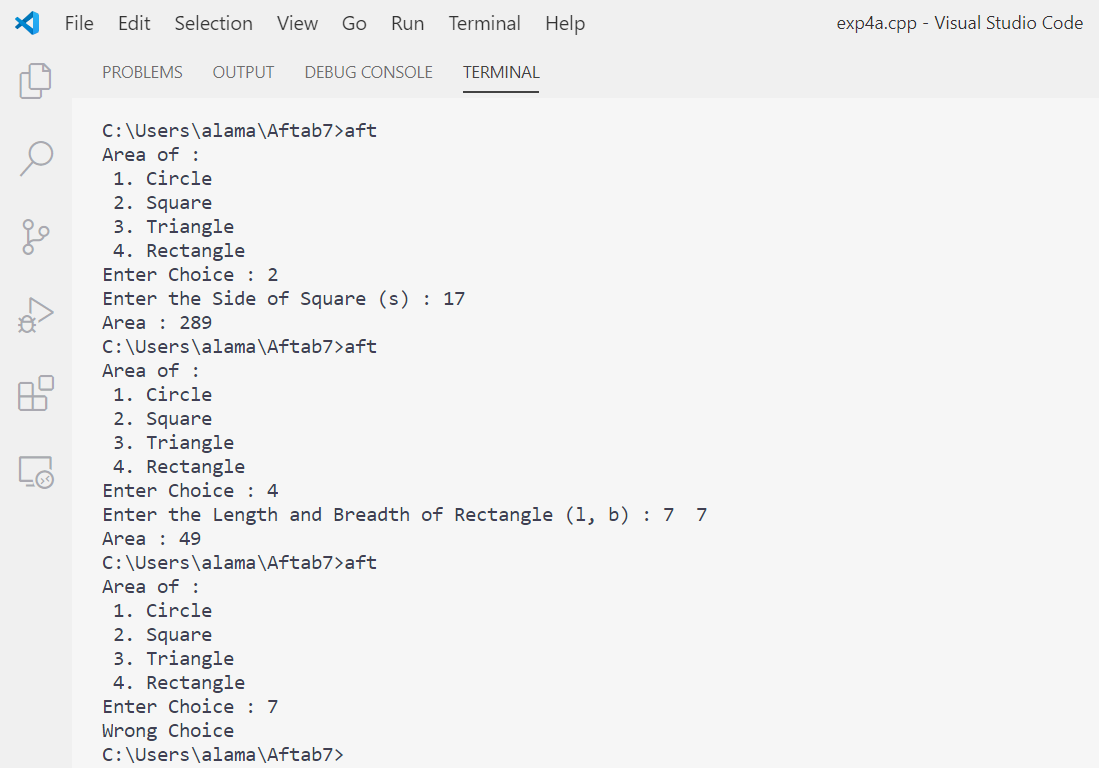 File Edit Selection View Go Run Terminal Help exp4a.cpp - Visual Studio Code
PROBLEMS OUTPUT DEBUG CONSOLE TERMINAL
C:\Users\alama\Aftab7>aft
Area of :
 1. Circle
 2. Square
 3. Triangle
 4. Rectangle
Enter Choice : 2
Enter the Side of Square (s) : 17
Area : 289
C:\Users\alama\Aftab7>aft
Area of :
 1. Circle
 2. Square
 3. Triangle
 4. Rectangle
Enter Choice : 4
Enter the Length and Breadth of Rectangle (l, b) : 7  7
Area : 49
C:\Users\alama\Aftab7>aft
Area of :
 1. Circle
 2. Square
 3. Triangle
 4. Rectangle
Enter Choice : 7
Wrong Choice
C:\Users\alama\Aftab7>